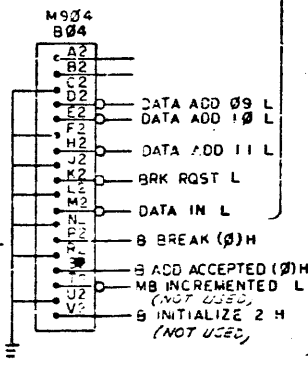 M9Ø4
BØ4
A2
B2
C2
D2 DATA ADD Ø9 L
E2 DATA ADD 1Ø L
F2
H2 DATA ADD 11 L
J2
K2 BRK RQST L
L2
M2 DATA IN L
N
P2 B BREAK (Ø)H
R
B ADD ACCEPTED (Ø)H
MB INCREMENTED L
(NOT USED)
U2
V2 B INITIALIZE 2 H
(NOT USED)